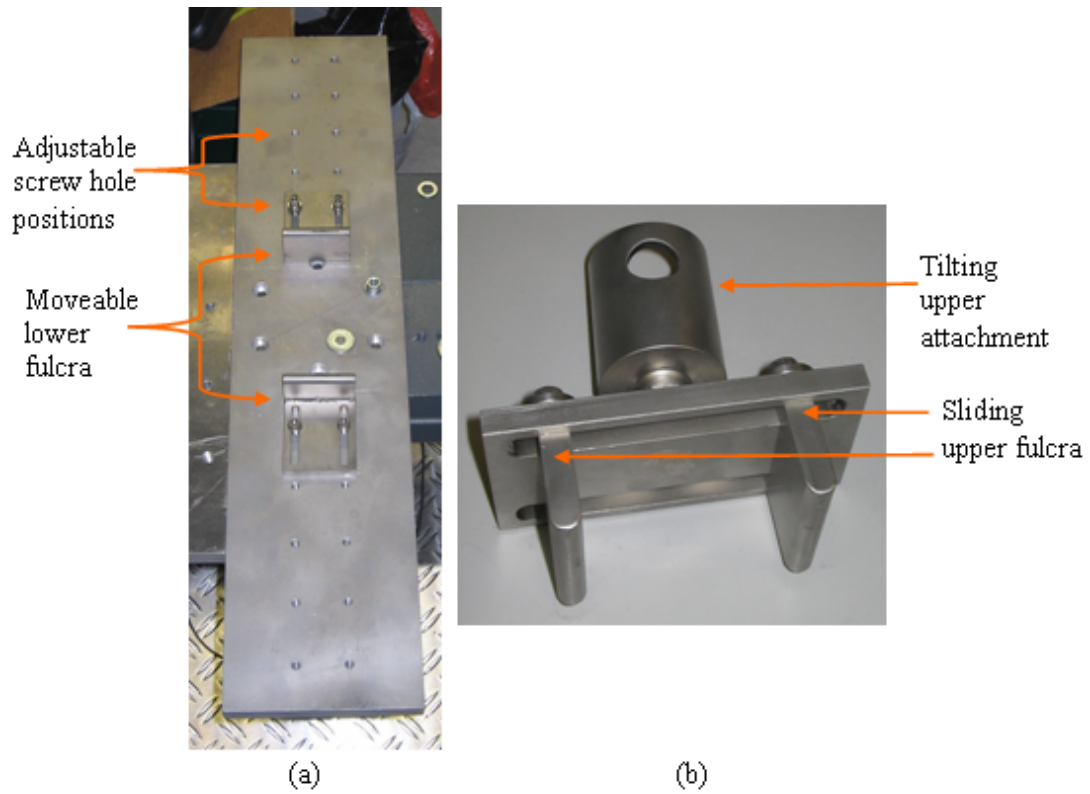 Adjustable
screw hole
positions
Moveable
lower
fulcra
Tilting
upper
attachment
Sliding
upper fulcra
(a)
(b)